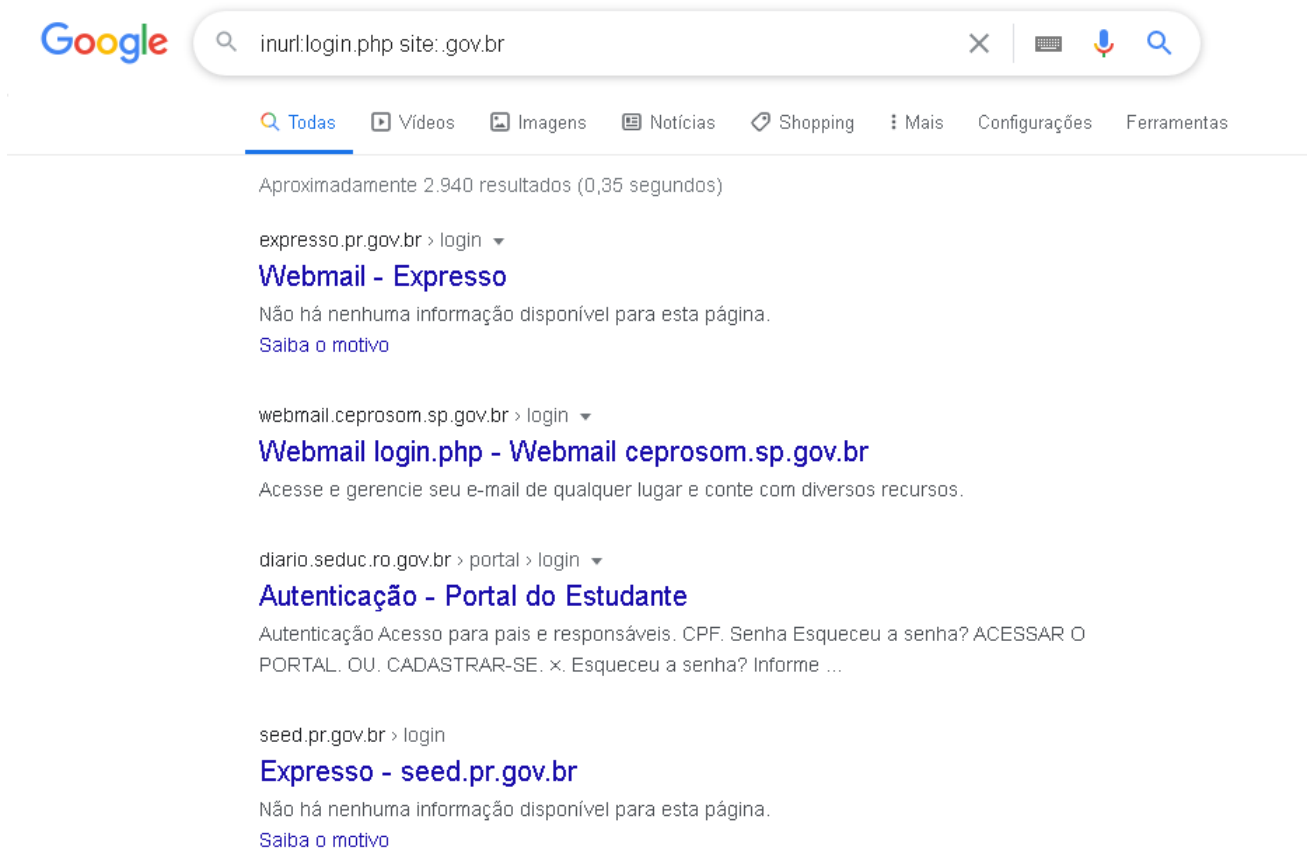 Google
inurl:login.php site:.gov.br
Todas Vídeos Imagens Notícias Shopping Mais Configurações Ferramentas
Aproximadamente 2.940 resultados (0,35 segundos)
expresso.pr.gov.br › login
Webmail - Expresso
Não há nenhuma informação disponível para esta página.
Saiba o motivo
webmail.ceprosom.sp.gov.br › login
Webmail login.php - Webmail ceprosom.sp.gov.br
Acesse e gerencie seu e-mail de qualquer lugar e conte com diversos recursos.
diario.seduc.ro.gov.br › portal › login
Autenticação - Portal do Estudante
Autenticação Acesso para pais e responsáveis. CPF. Senha Esqueceu a senha? ACESSAR O
PORTAL. OU. CADASTRAR-SE. ×. Esqueceu a senha? Informe ...
seed.pr.gov.br › login
Expresso - seed.pr.gov.br
Não há nenhuma informação disponível para esta página.
Saiba o motivo